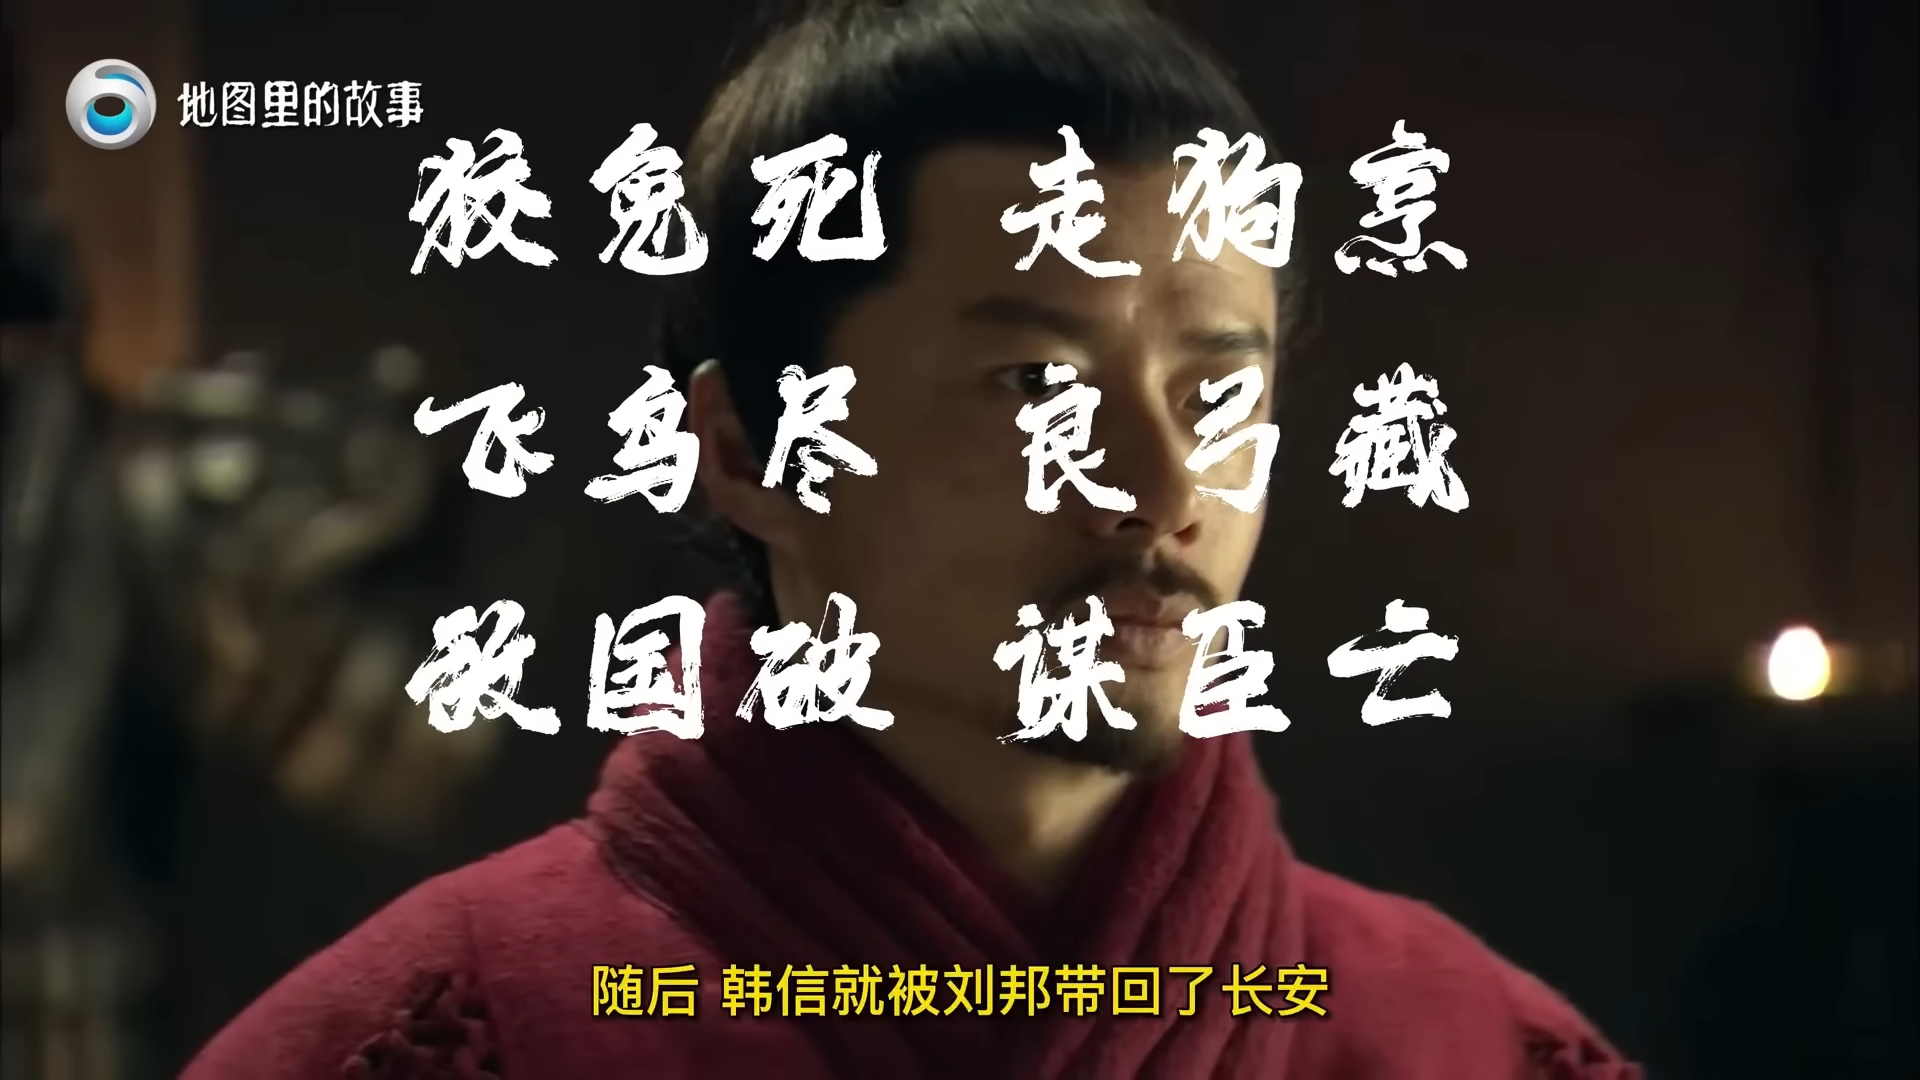 地图里的故事
狡兔死 走狗烹
飞鸟尽 良弓藏
敌国破 谋臣亡
随后 韩信就被刘邦带回了长安